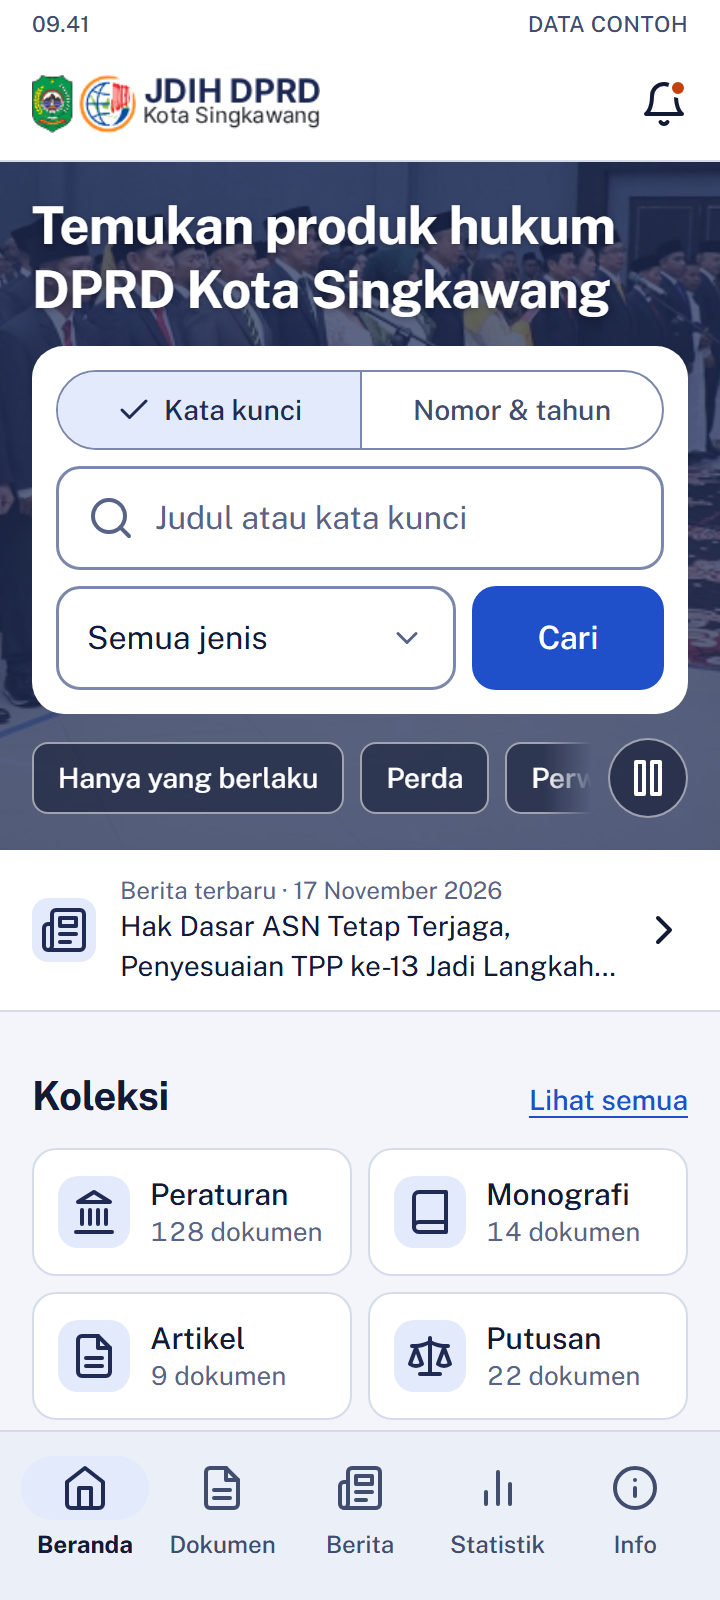 09.41
DATA CONTOH
JDIH DPRD
Kota Singkawang
Temukan produk hukum
DPRD Kota Singkawang
Kata kunci
Nomor & tahun
Judul atau kata kunci
Semua jenis
Cari
Hanya yang berlaku
Perda
Berita terbaru · 17 November 2026
Hak Dasar ASN Tetap Terjaga,
Penyesuaian TPP ke-13 Jadi Langkah...
Koleksi
Lihat semua
Peraturan
128 dokumen
Monografi
14 dokumen
Artikel
9 dokumen
Putusan
22 dokumen
Beranda
Dokumen
Berita
Statistik
Info